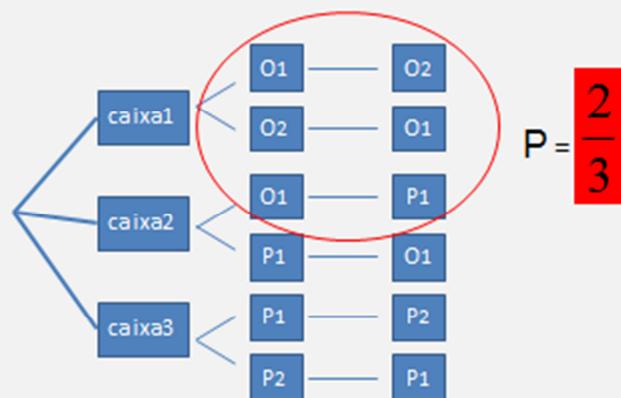 caixa1
O1 O2
O2 O1
caixa2
O1 P1
P1 O1
caixa3
P1 P2
P2 P1
P = 2/3